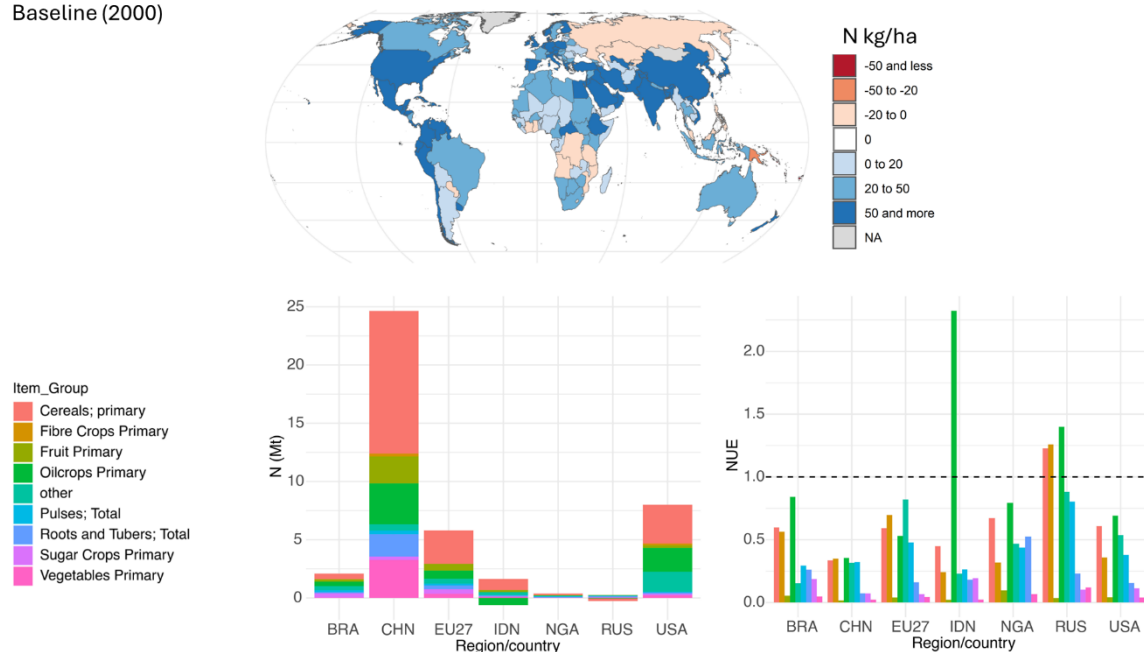 Baseline (2000)
N kg/ha
-50 and less
-50 to -20
-20 to 0
0
0 to 20
20 to 50
50 and more
NA
Item_Group
Cereals; primary
Fibre Crops Primary
Fruit Primary
Oilcrops Primary
other
Pulses; Total
Roots and Tubers; Total
Sugar Crops Primary
Vegetables Primary
N (Mt)
25
20
15
10
5
0
BRA CHN EU27 IDN NGA RUS USA
Region/country
NUE
2.0
1.5
1.0
0.5
0.0
BRA CHN EU27 IDN NGA RUS USA
Region/country